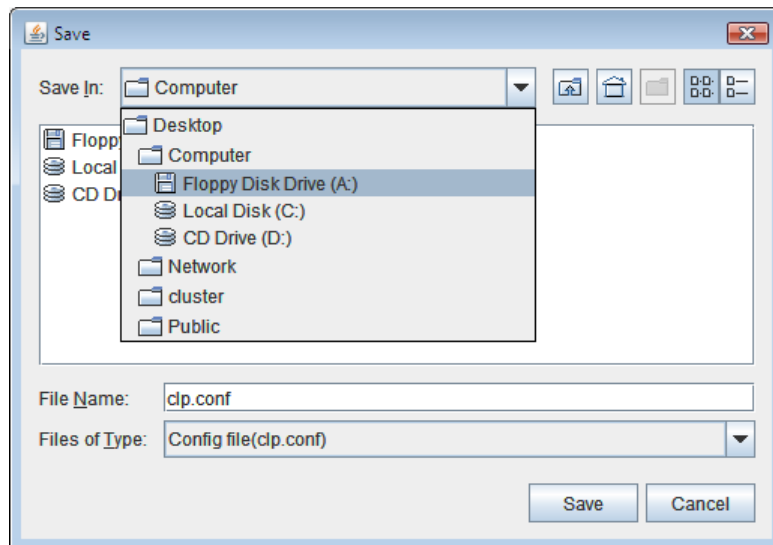 Save
Save In: Computer
Desktop
Computer
Floppy Disk Drive (A:)
Local Disk (C:)
CD Drive (D:)
Network
cluster
Public
Floppy
Local
CD
File Name: clp.conf
Files of Type: Config file(clp.conf)
Save Cancel